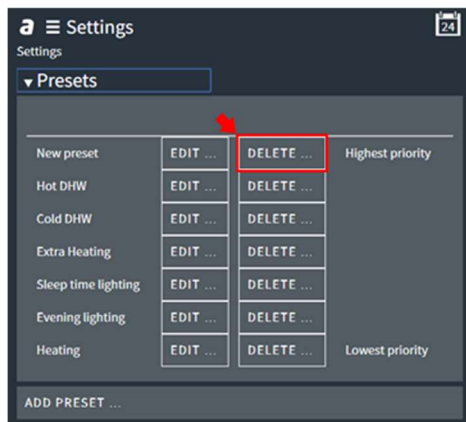 a ☰ Settings 24
Settings
▾ Presets
New preset EDIT ... DELETE ... Highest priority
Hot DHW EDIT ... DELETE ...
Cold DHW EDIT ... DELETE ...
Extra Heating EDIT ... DELETE ...
Sleep time lighting EDIT ... DELETE ...
Evening lighting EDIT ... DELETE ...
Heating EDIT ... DELETE ... Lowest priority
ADD PRESET ...